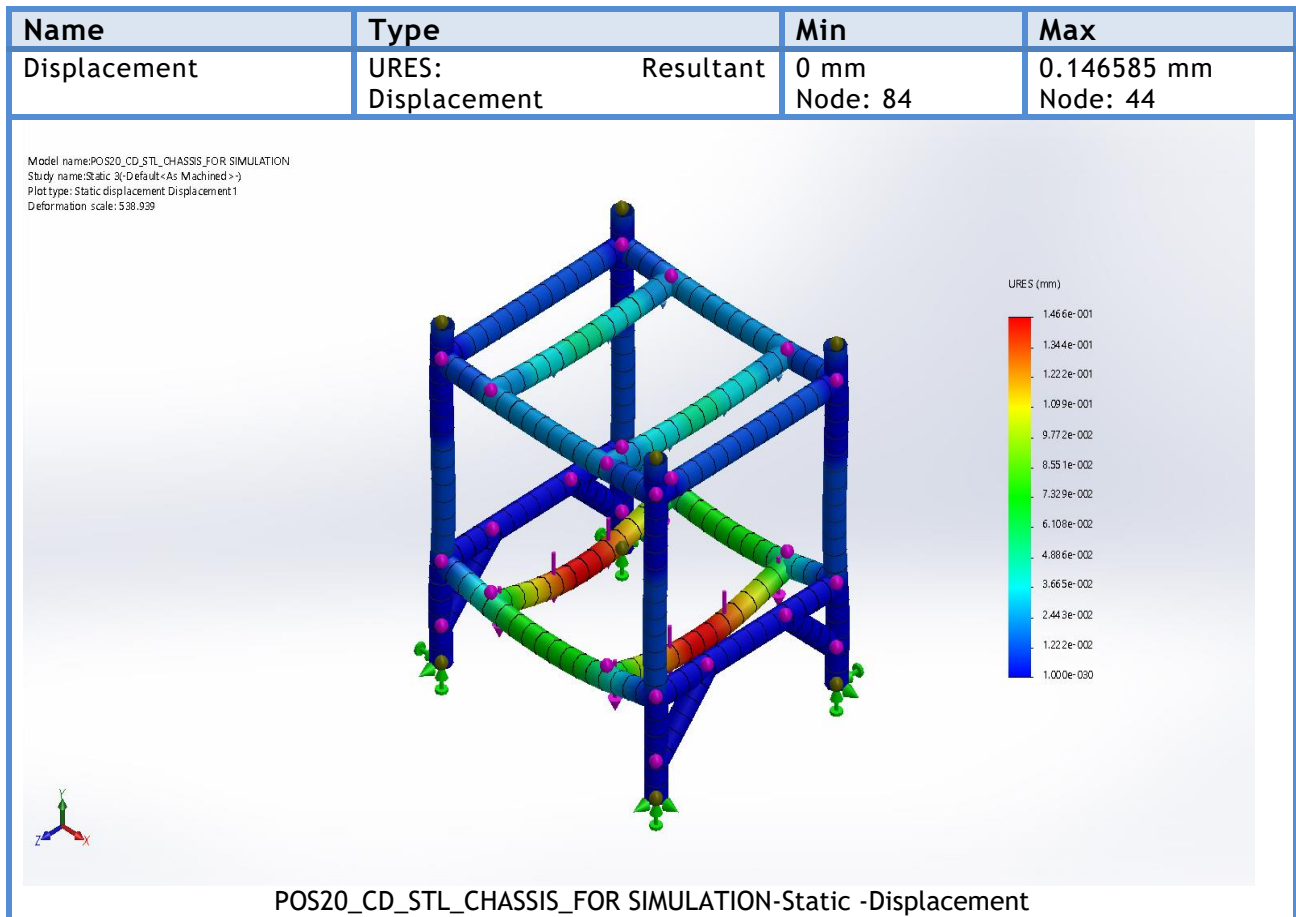 Name Type Min Max
Displacement URES: Resultant 0 mm 0.146585 mm
Displacement Node: 84 Node: 44
Model name:POS20_CD_STL_CHASSIS_FOR SIMULATION
Study name:Static 3(-Default<As Machined>-)
Plot type: Static displacement Displacement1
Deformation scale: 538.939
URES (mm)
1.466e-001
1.344e-001
1.222e-001
1.099e-001
9.772e-002
8.551e-002
7.329e-002
6.108e-002
4.886e-002
3.665e-002
2.443e-002
1.222e-002
1.000e-030
Y
Z X
POS20_CD_STL_CHASSIS_FOR SIMULATION-Static -Displacement